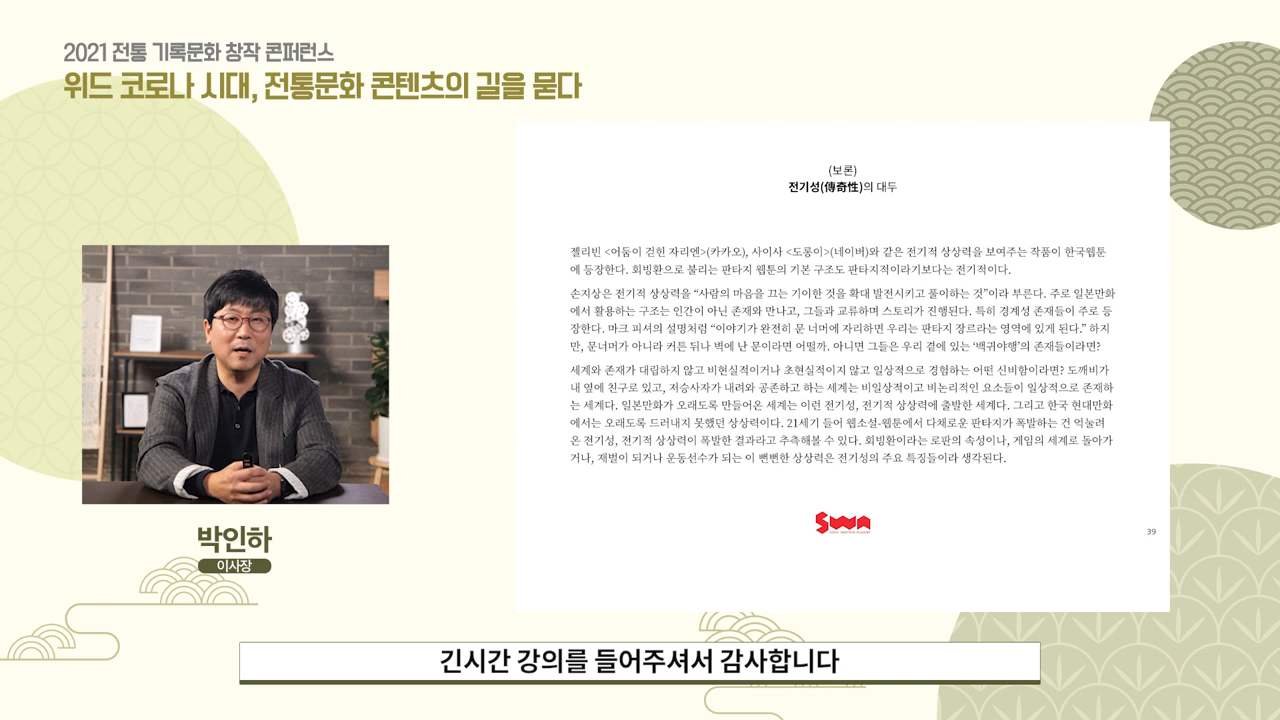 2021 전통 기록문화 창작 콘퍼런스
위드 코로나 시대, 전통문화 콘텐츠의 길을 묻다
(보론)
전기성(傳奇性)의 대두
젤리빈 <어둠이 걷힌 자리엔>(카카오), 사이사 <도롱이>(네이버)와 같은 전기적 상상력을 보여주는 작품이 한국웹툰
에 등장한다. 회빙환으로 불리는 판타지 웹툰의 기본 구조도 판타지적이라기보다는 전기적이다.
손지상은 전기적 상상력을 “사람의 마음을 끄는 기이한 것을 확대 발전시키고 풀이하는 것”이라 부른다. 주로 일본만화
에서 활용하는 구조는 인간이 아닌 존재와 만나고, 그들과 교류하며 스토리가 진행된다. 특히 경계성 존재들이 주로 등
장한다. 마크 피셔의 설명처럼 “이야기가 완전히 문 너머에 자리하면 우리는 판타지 장르라는 영역에 있게 된다.” 하지
만, 문너머가 아니라 커튼 뒤나 벽에 난 문이라면 어떨까. 아니면 그들은 우리 곁에 있는 ‘백귀야행’의 존재들이라면?
세계와 존재가 대립하지 않고 비현실적이거나 초현실적이지 않고 일상적으로 경험하는 어떤 신비함이라면? 도깨비가
내 옆에 친구로 있고, 저승사자가 내려와 공존하고 하는 세계는 비일상적이고 비논리적인 요소들이 일상적으로 존재하
는 세계다. 일본만화가 오래도록 만들어온 세계는 이런 전기성, 전기적 상상력에 출발한 세계다. 그리고 한국 현대만화
에서는 오래도록 드러내지 못했던 상상력이다. 21세기 들어 웹소설-웹툰에서 다채로운 판타지가 폭발하는 건 억눌려
온 전기성, 전기적 상상력이 폭발한 결과라고 추측해볼 수 있다. 회빙환이라는 로판의 속성이나, 게임의 세계로 돌아가
거나, 재벌이 되거나 운동선수가 되는 이 뻔뻔한 상상력은 전기성의 주요 특징들이라 생각된다.
SWA
39
박인하
이사장
긴시간 강의를 들어주셔서 감사합니다